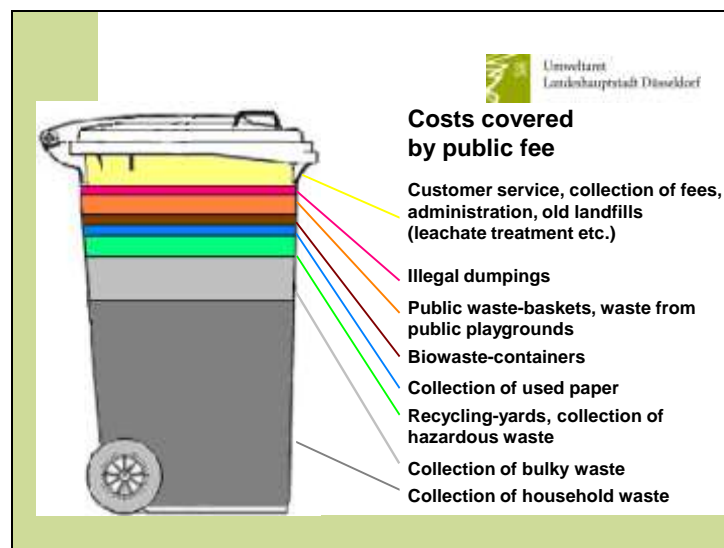 Umweltamt
Landeshauptstadt Düsseldorf
Costs covered
by public fee
Customer service, collection of fees,
administration, old landfills
(leachate treatment etc.)
Illegal dumpings
Public waste-baskets, waste from
public playgrounds
Biowaste-containers
Collection of used paper
Recycling-yards, collection of
hazardous waste
Collection of bulky waste
Collection of household waste